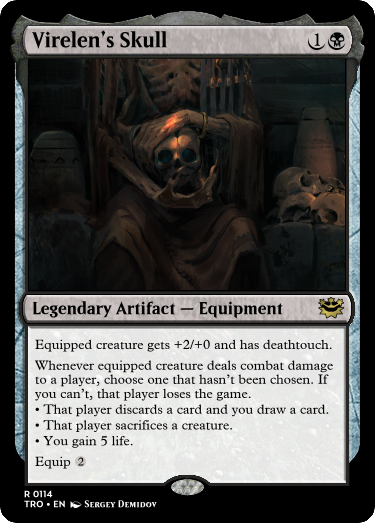 Virelen's Skull 1
Legendary Artifact — Equipment
Equipped creature gets +2/+0 and has deathtouch.
Whenever equipped creature deals combat damage
to a player, choose one that hasn't been chosen. If
you can't, that player loses the game.
• That player discards a card and you draw a card.
• That player sacrifices a creature.
• You gain 5 life.
Equip 2
R 0114
TRO • EN Sergey Demidov